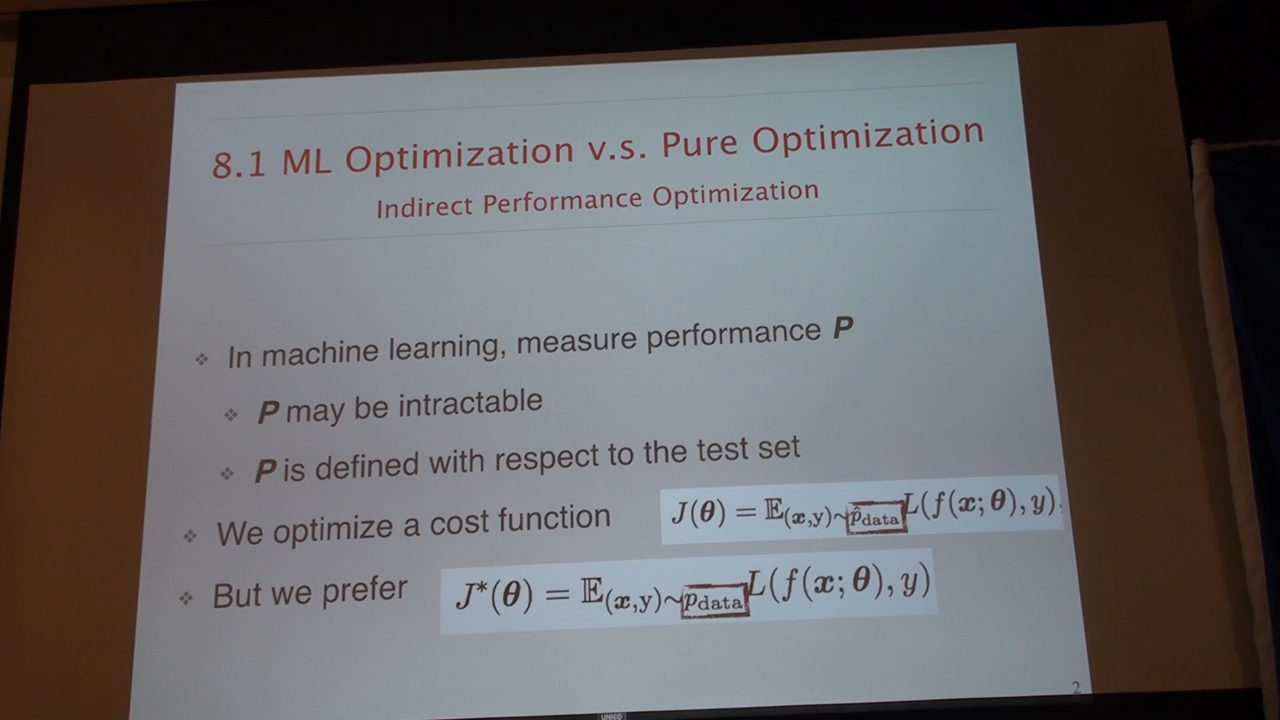 8.1 ML Optimization v.s. Pure Optimization
Indirect Performance Optimization
❖ In machine learning, measure performance P
❖ P may be intractable
❖ P is defined with respect to the test set
❖ We optimize a cost function J(θ) = 𝔼(x,y)∼p̂data L(f(x; θ), y).
❖ But we prefer J*(θ) = 𝔼(x,y)∼pdata L(f(x; θ), y)
2